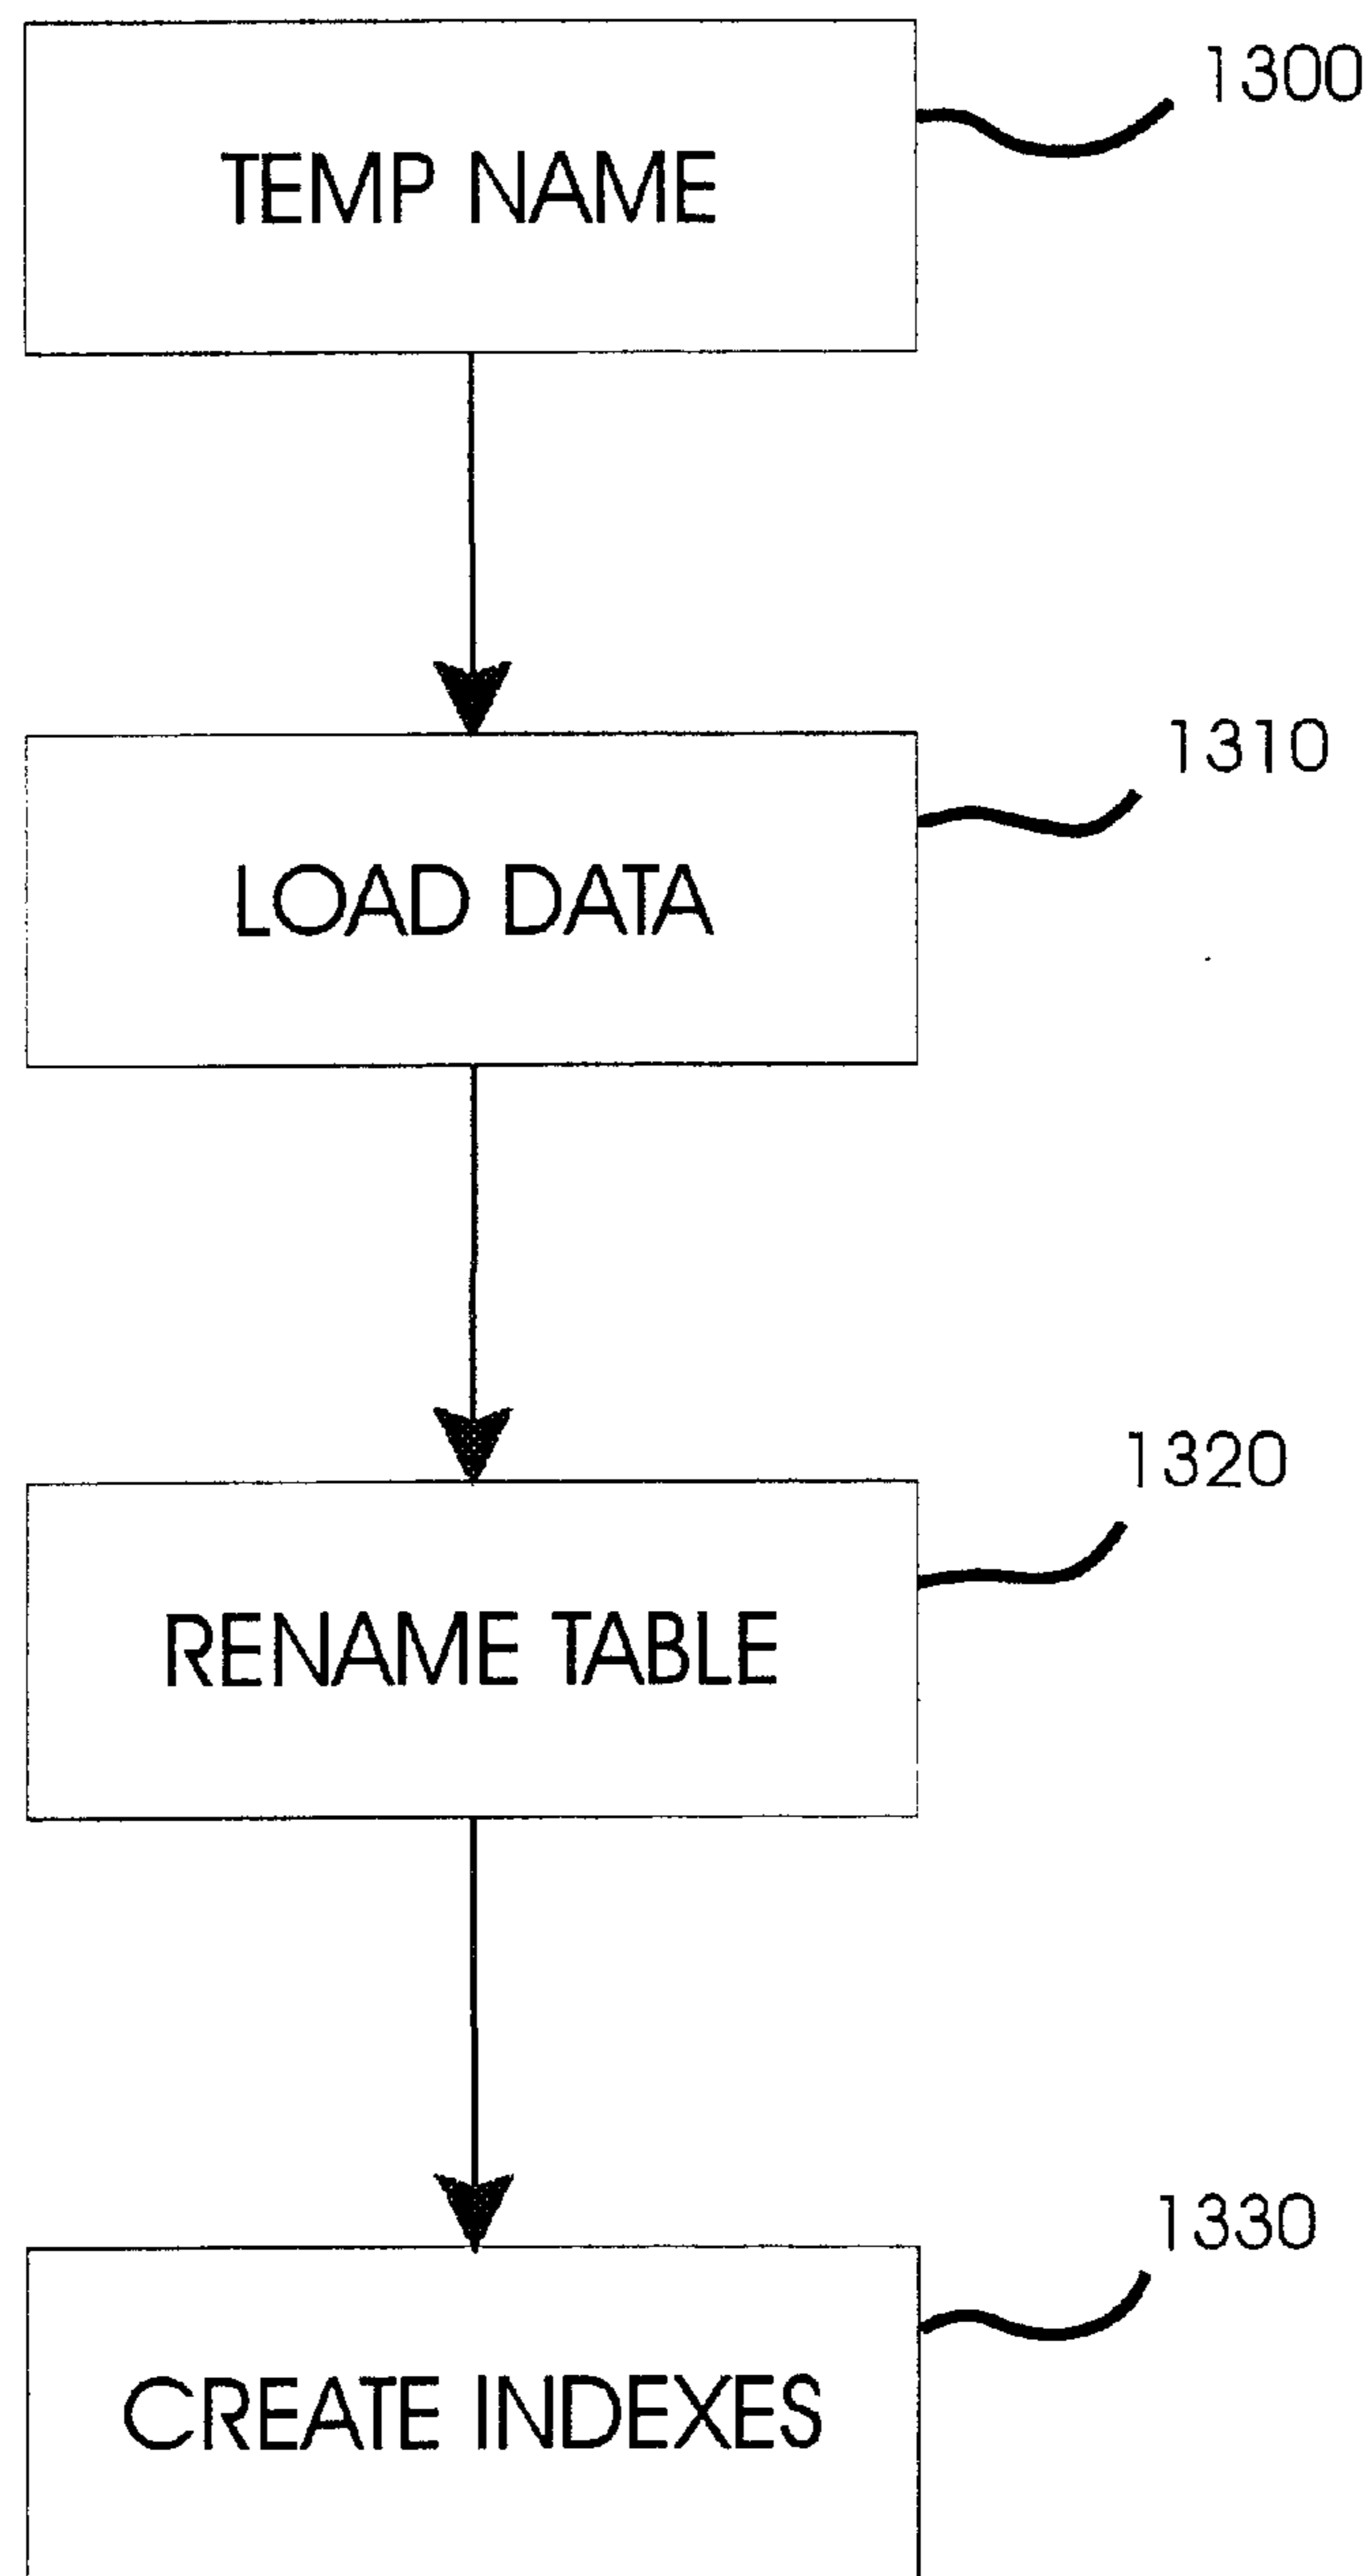 1300
TEMP NAME
1310
LOAD DATA
1320
RENAME TABLE
1330
CREATE INDEXES